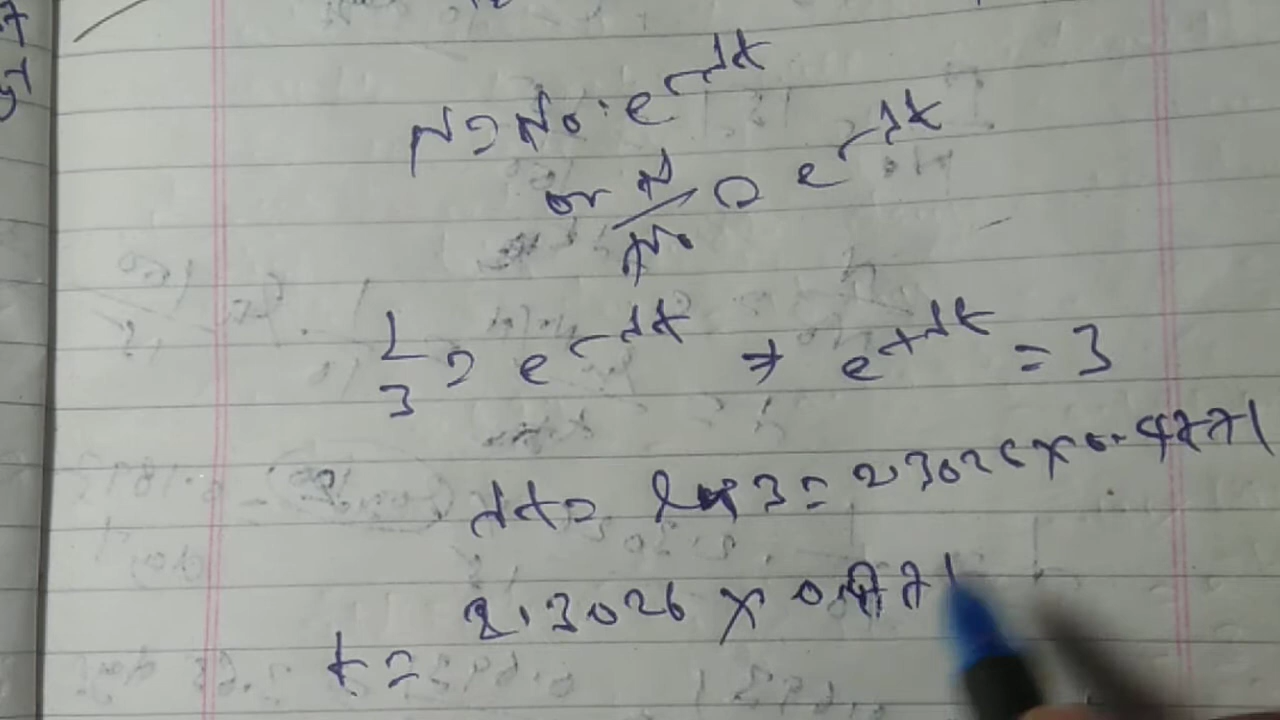 N = N₀ · e^{-λt}
or N/N₀ = e^{-λt}
1/3 = e^{-λt} ⇒ e^{+λt} = 3
λt = ln 3 = 2.3026 × 0.4771
t = 2.3026 × 0.4771